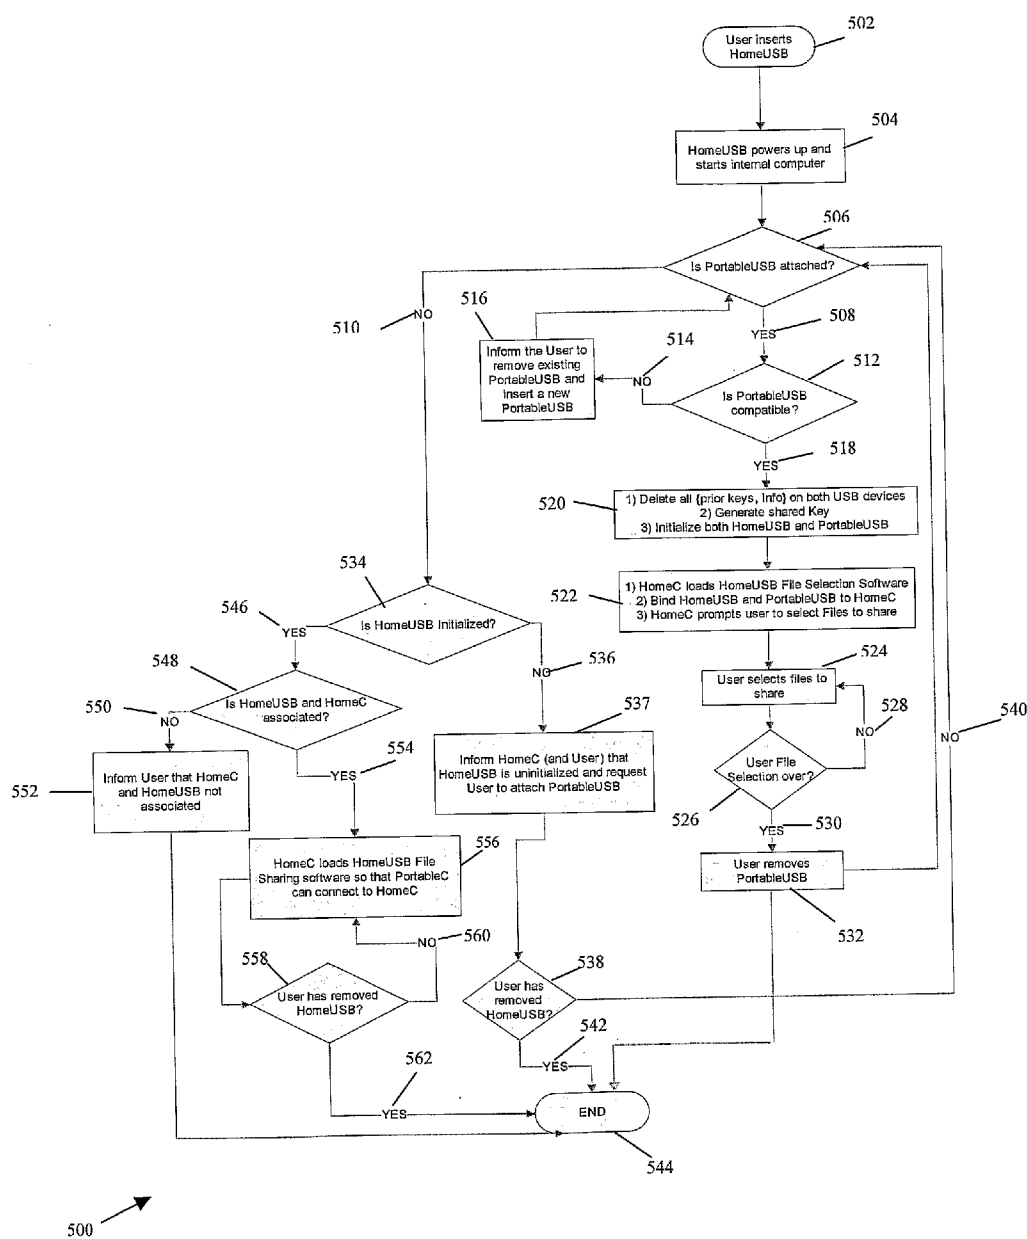 502
User inserts
HomeUSB
504
HomeUSB powers up and
starts internal computer
506
Is PortableUSB attached?
516
510
NO
508
YES
514
Inform the User to
remove existing
PortableUSB and
insert a new
PortableUSB
NO
512
Is PortableUSB
compatible?
518
YES
520
1) Delete all {prior keys, Info} on both USB devices
2) Generate shared Key
3) Initialize both HomeUSB and PortableUSB
522
1) HomeC loads HomeUSB File Selection Software
2) Bind HomeUSB and PortableUSB to HomeC
3) HomeC prompts user to select Files to share
534
Is HomeUSB Initialized?
546
YES
536
NO
524
User selects files to
share
548
Is HomeUSB and HomeC
associated?
550
NO
537
Inform HomeC (and User) that
HomeUSB is uninitialized and request
User to attach PortableUSB
528
NO
540
NO
554
YES
User File
Selection over?
526
530
YES
552
Inform User that HomeC
and HomeUSB not
associated
556
HomeC loads HomeUSB File
Sharing software so that PortableC
can connect to HomeC
User removes
PortableUSB
532
560
NO
558
User has removed
HomeUSB?
538
User has
removed
HomeUSB?
542
YES
562
YES
END
544
500